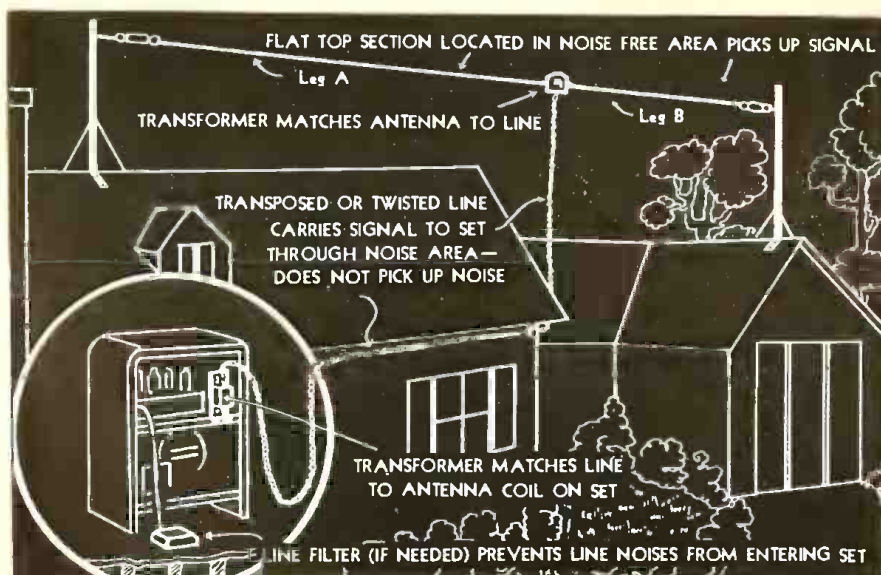 FLAT TOP SECTION LOCATED IN NOISE FREE AREA PICKS UP SIGNAL
Leg A
Leg B
TRANSFORMER MATCHES ANTENNA TO LINE
TRANSPOSED OR TWISTED LINE
CARRIES SIGNAL TO SET
THROUGH NOISE AREA—
DOES NOT PICK UP NOISE
TRANSFORMER MATCHES LINE
TO ANTENNA COIL ON SET
LINE FILTER (IF NEEDED) PREVENTS LINE NOISES FROM ENTERING SET